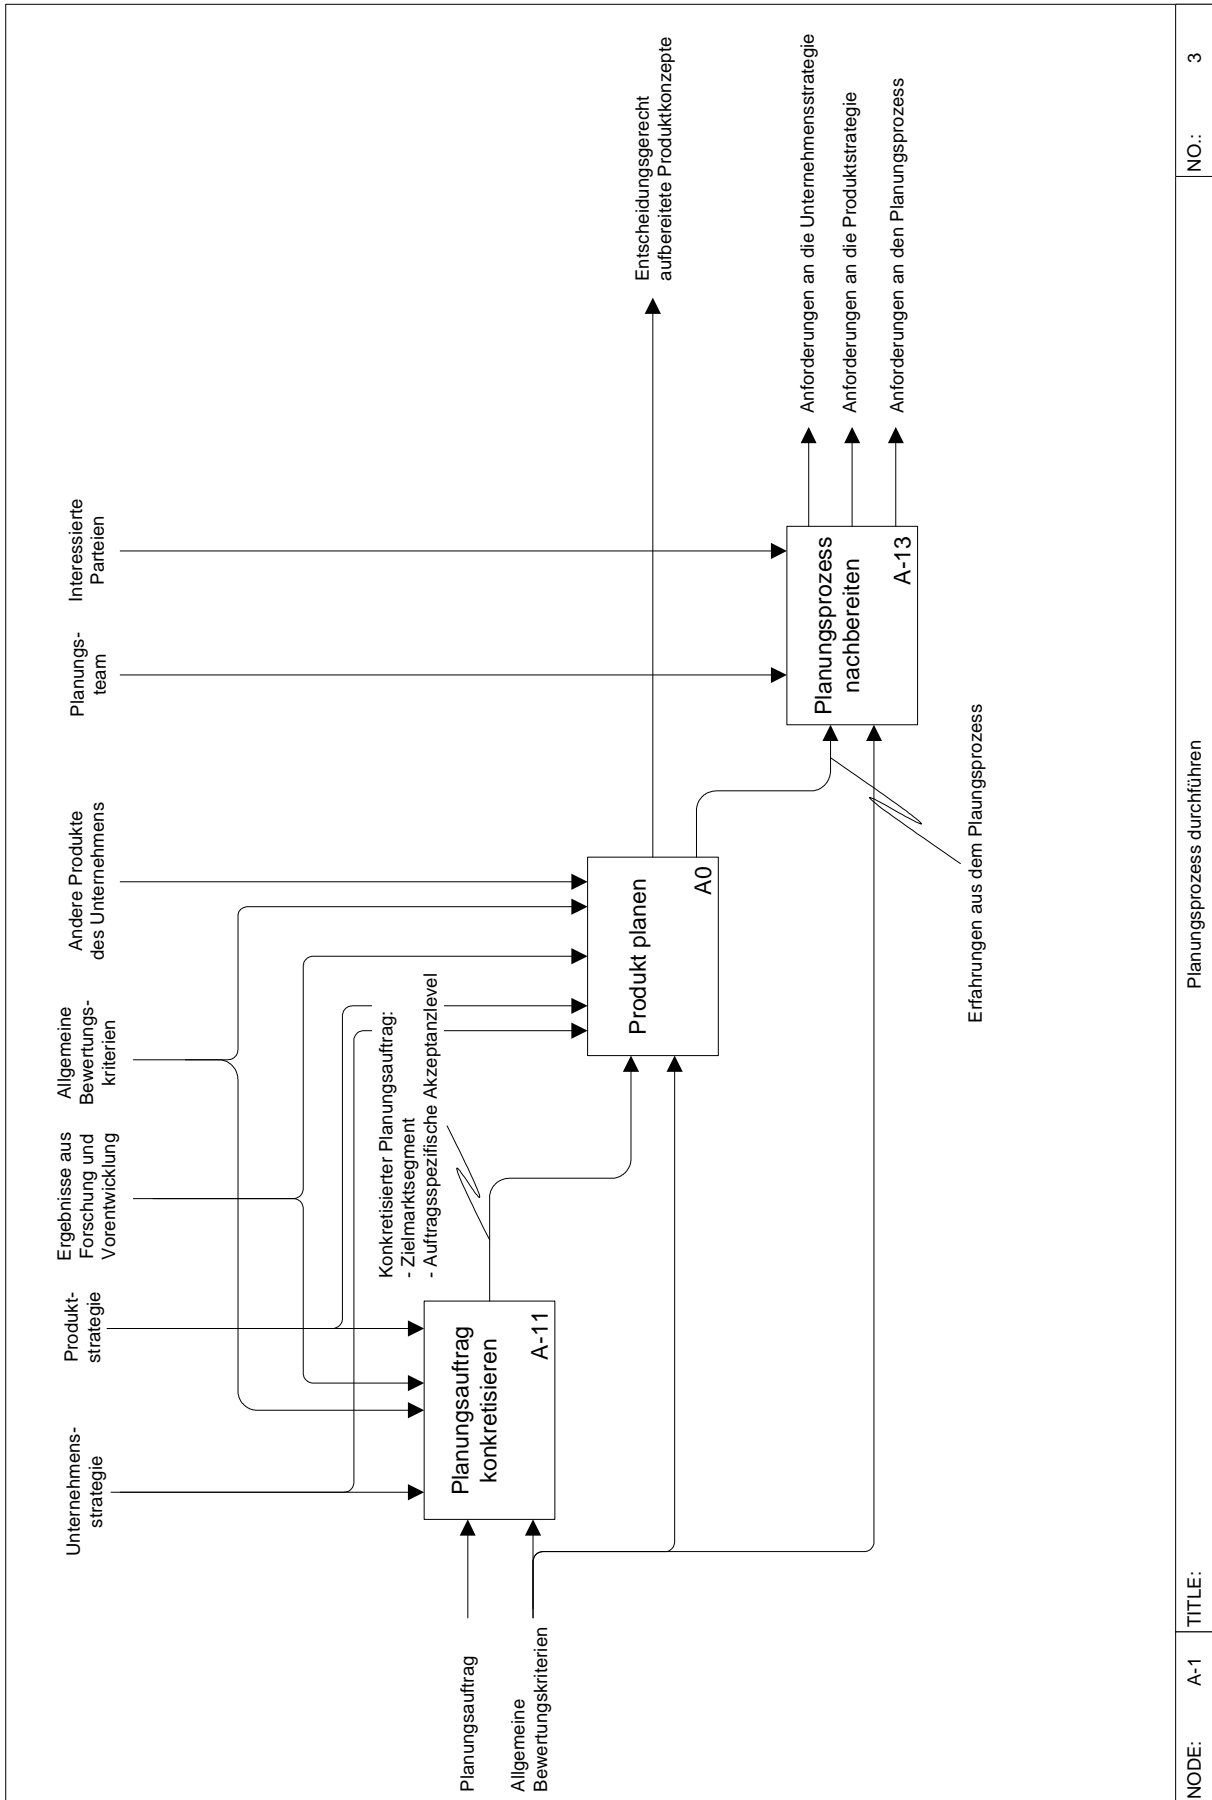 Unternehmens-
strategie
Produkt-
strategie
Ergebnisse aus
Forschung und
Vorentwicklung
Allgemeine
Bewertungs-
kriterien
Andere Produkte
des Unternehmens
Planungs-
team
Interessierte
Parteien
Planungsauftrag
Allgemeine
Bewertungskriterien
Planungsauftrag
konkretisieren
A-11
Konkretisierter Planungsauftrag:
- Zielmarktsegment
- Auftragsspezifische Akzeptanzlevel
Produkt planen
A0
Entscheidungsgerecht
aufbereitete Produktkonzepte
Planungsprozess
nachbereiten
A-13
Anforderungen an die Unternehmensstrategie
Anforderungen an die Produktstrategie
Anforderungen an den Planungsprozess
Erfahrungen aus dem Plaungsprozess
NODE: A-1 TITLE: Planungsprozess durchführen NO.: 3